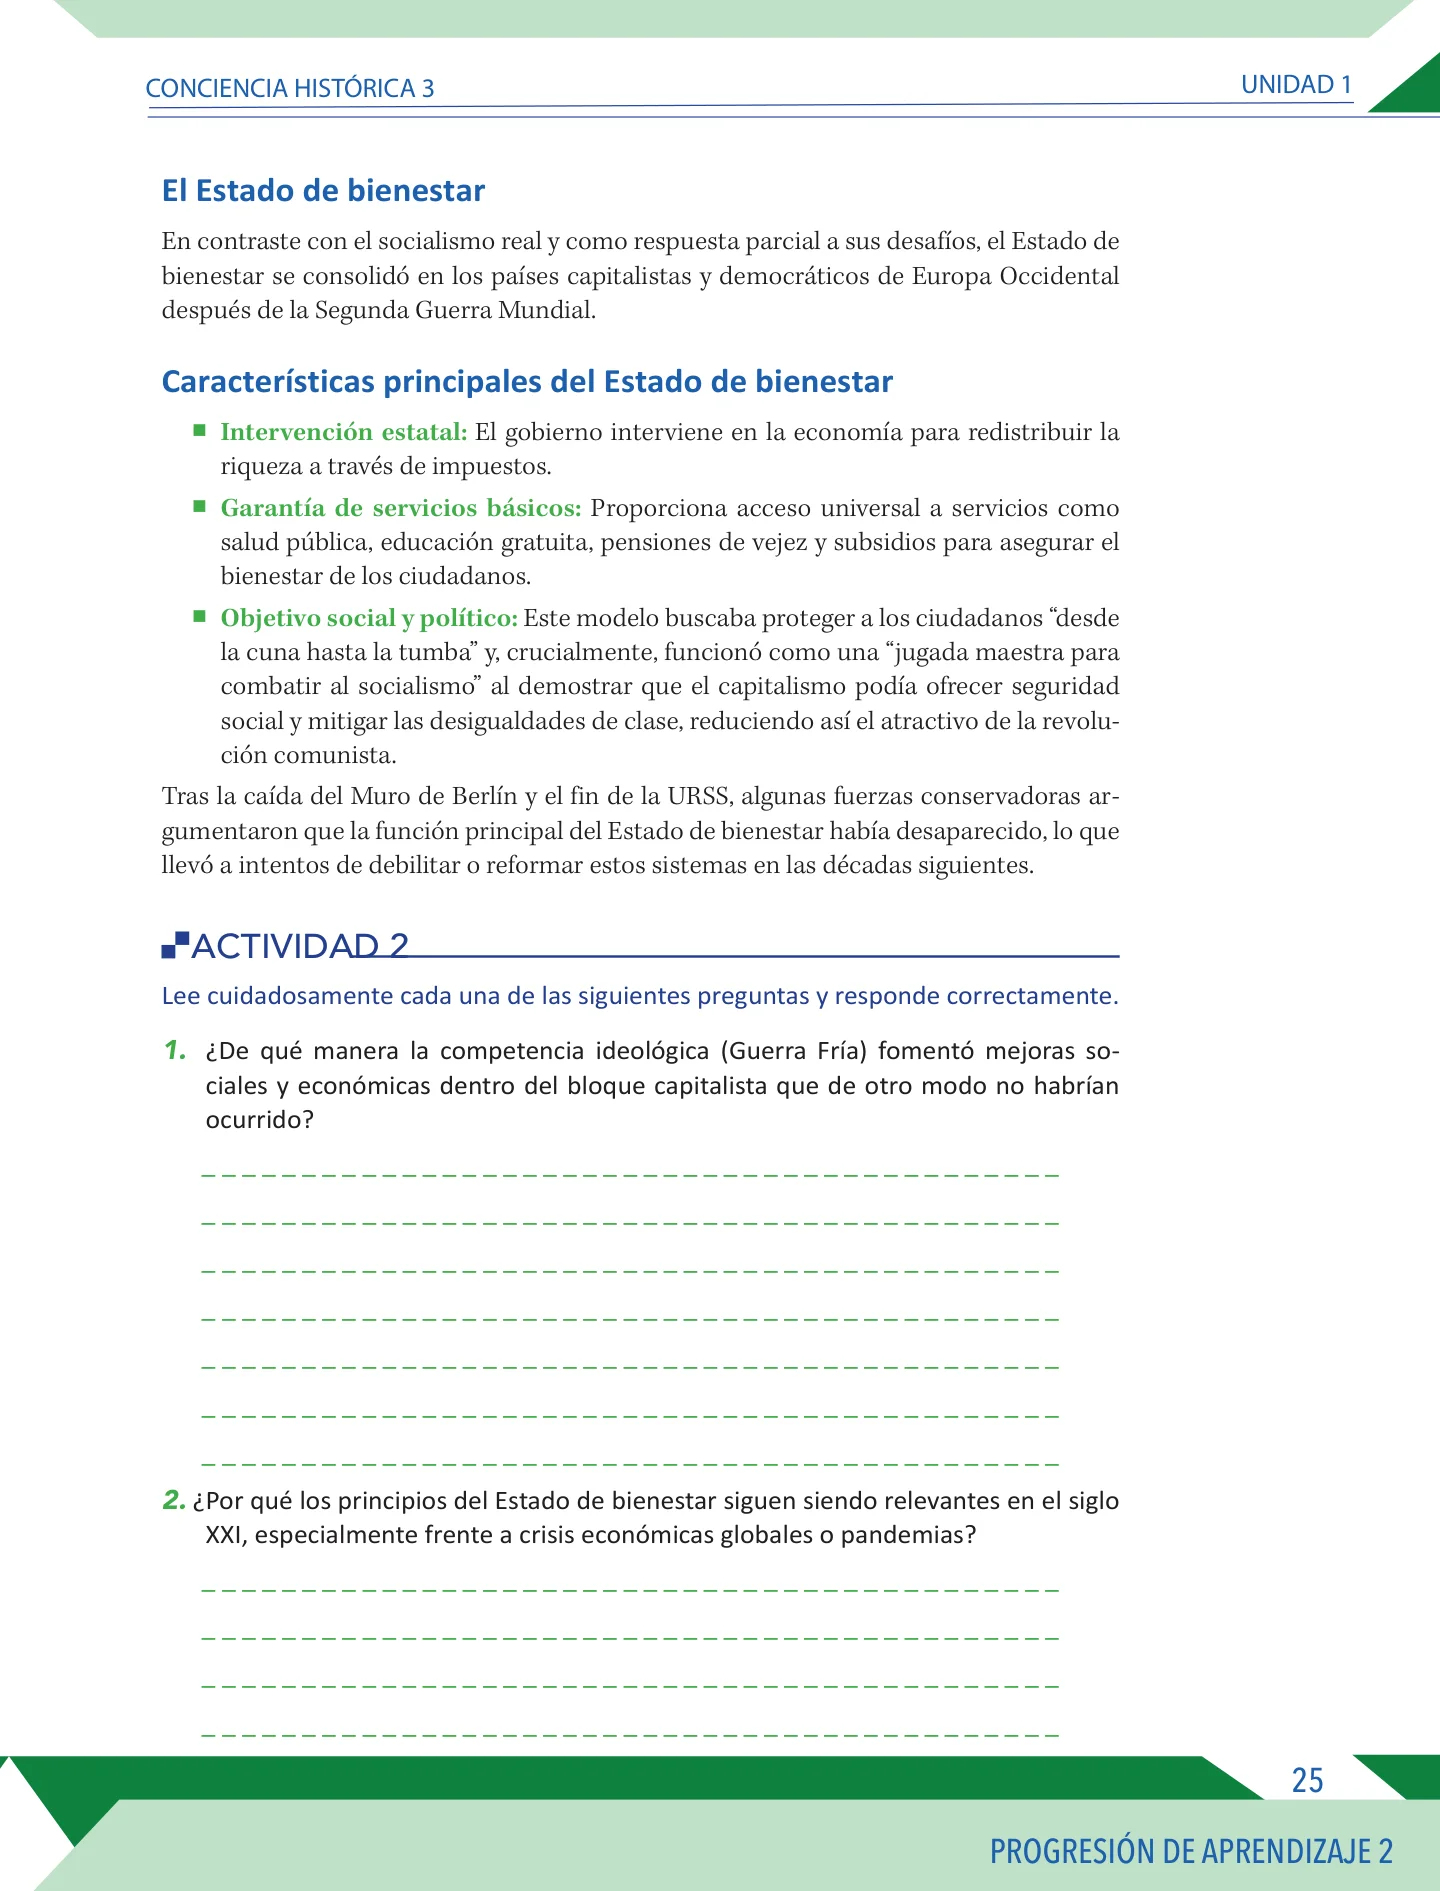 CONCIENCIA HISTÓRICA 3
UNIDAD 1
El Estado de bienestar
En contraste con el socialismo real y como respuesta parcial a sus desafíos, el Estado de
bienestar se consolidó en los países capitalistas y democráticos de Europa Occidental
después de la Segunda Guerra Mundial.
Características principales del Estado de bienestar
Intervención estatal: El gobierno interviene en la economía para redistribuir la
riqueza a través de impuestos.
Garantía de servicios básicos: Proporciona acceso universal a servicios como
salud pública, educación gratuita, pensiones de vejez y subsidios para asegurar el
bienestar de los ciudadanos.
Objetivo social y político: Este modelo buscaba proteger a los ciudadanos “desde
la cuna hasta la tumba” y, crucialmente, funcionó como una “jugada maestra para
combatir al socialismo” al demostrar que el capitalismo podía ofrecer seguridad
social y mitigar las desigualdades de clase, reduciendo así el atractivo de la revolu-
ción comunista.
Tras la caída del Muro de Berlín y el fin de la URSS, algunas fuerzas conservadoras ar-
gumentaron que la función principal del Estado de bienestar había desaparecido, lo que
llevó a intentos de debilitar o reformar estos sistemas en las décadas siguientes.
ACTIVIDAD 2
Lee cuidadosamente cada una de las siguientes preguntas y responde correctamente.
1. ¿De qué manera la competencia ideológica (Guerra Fría) fomentó mejoras so-
ciales y económicas dentro del bloque capitalista que de otro modo no habrían
ocurrido?
2. ¿Por qué los principios del Estado de bienestar siguen siendo relevantes en el siglo
XXI, especialmente frente a crisis económicas globales o pandemias?
25
PROGRESIÓN DE APRENDIZAJE 2